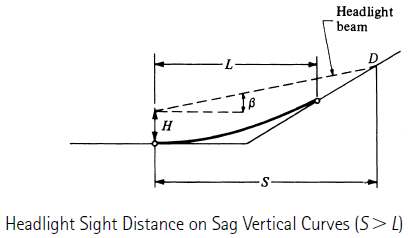 Headlight
beam
D
L
β
H
S
Headlight Sight Distance on Sag Vertical Curves (S> L)